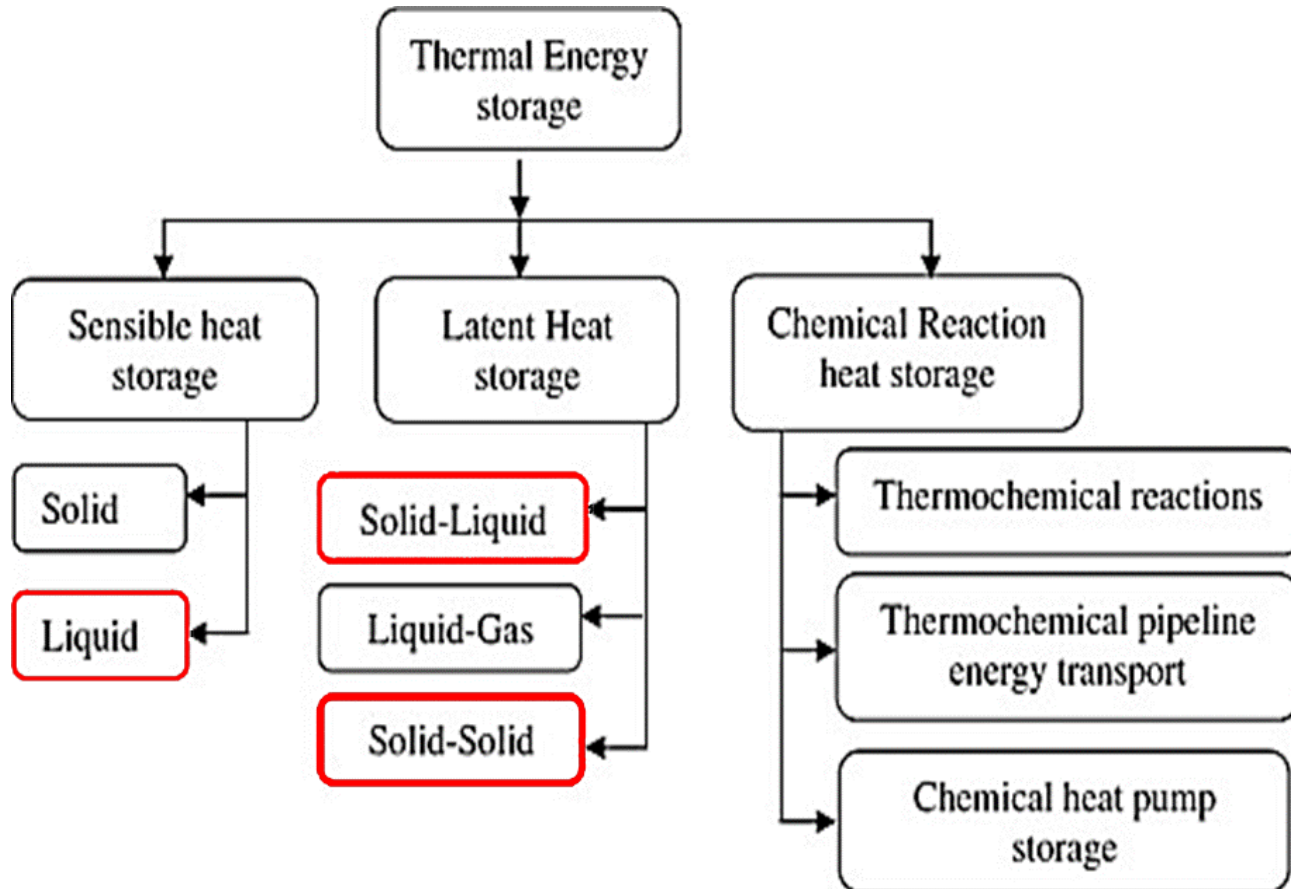 Thermal Energy
storage
Sensible heat
storage
Latent Heat
storage
Chemical Reaction
heat storage
Solid
Liquid
Solid-Liquid
Liquid-Gas
Solid-Solid
Thermochemical reactions
Thermochemical pipeline
energy transport
Chemical heat pump
storage